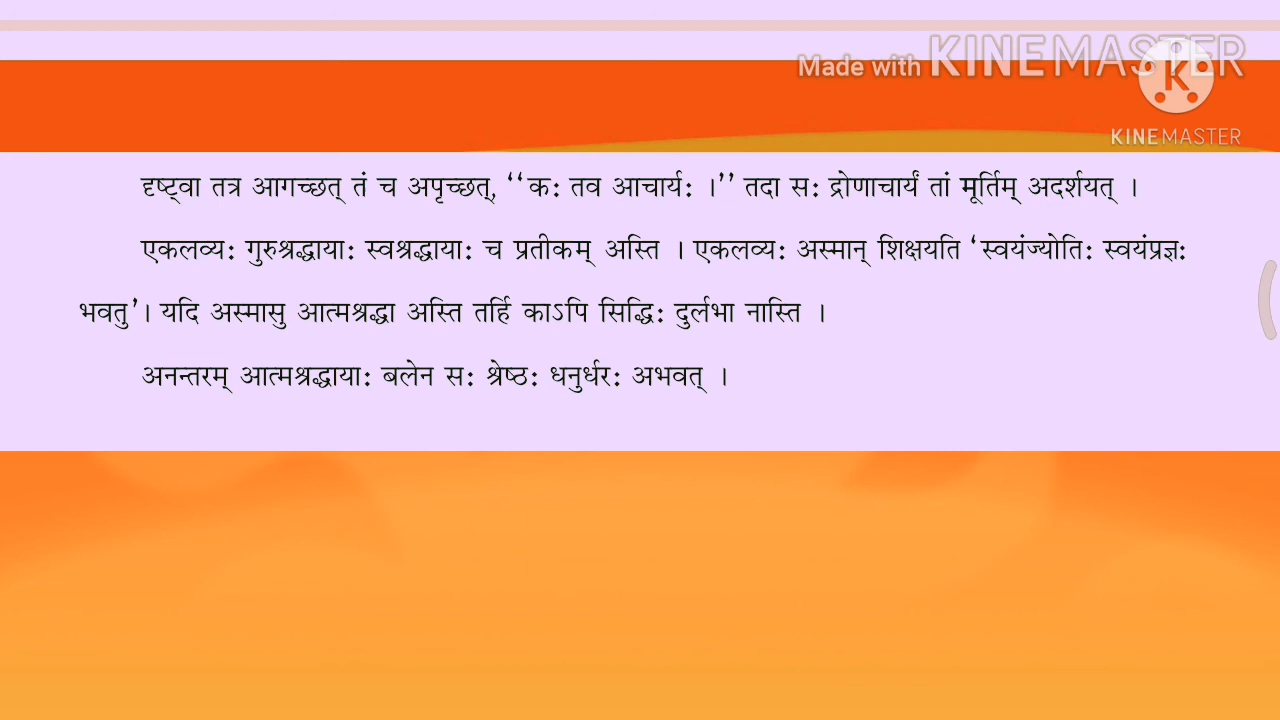 Made with KINEMASTER
K
KINEMASTER
दृष्ट्वा तत्र आगच्छत् तं च अपृच्छत्, ‘‘कः तव आचार्यः ।’’ तदा सः द्रोणाचार्यं तां मूर्तिम् अदर्शयत् ।
एकलव्यः गुरुश्रद्धायाः स्वश्रद्धायाः च प्रतीकम् अस्ति । एकलव्यः अस्मान् शिक्षयति ‘स्वयंज्योतिः स्वयंप्रज्ञः
भवतु’। यदि अस्मासु आत्मश्रद्धा अस्ति तर्हि काऽपि सिद्धिः दुर्लभा नास्ति ।
अनन्तरम् आत्मश्रद्धायाः बलेन सः श्रेष्ठः धनुर्धरः अभवत् ।